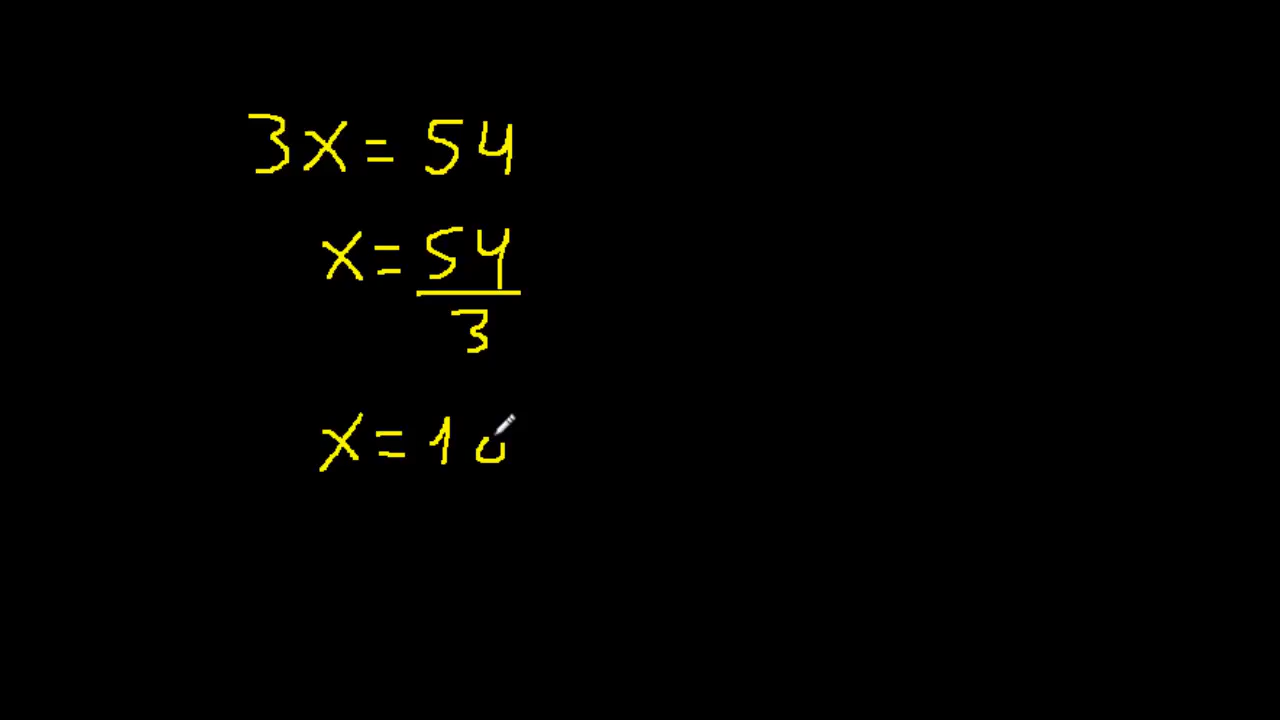 3x = 54
x = 54
3
x = 1